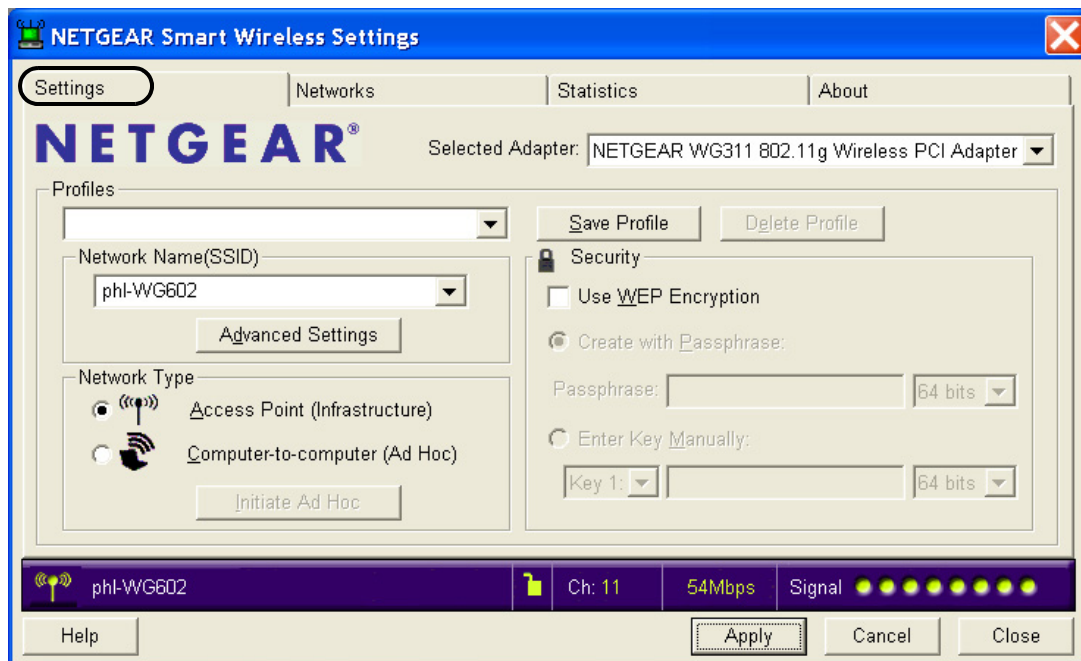 NETGEAR Smart Wireless Settings
Settings
Networks
Statistics
About
NETGEAR®
Selected Adapter: NETGEAR WG311 802.11g Wireless PCI Adapter
Profiles
Save Profile
Delete Profile
Network Name(SSID)
phl-WG602
Advanced Settings
Network Type
Access Point (Infrastructure)
Computer-to-computer (Ad Hoc)
Initiate Ad Hoc
Security
Use WEP Encryption
Create with Passphrase:
Passphrase: 64 bits
Enter Key Manually:
Key 1: 64 bits
phl-WG602 Ch: 11 54Mbps Signal
Help
Apply
Cancel
Close